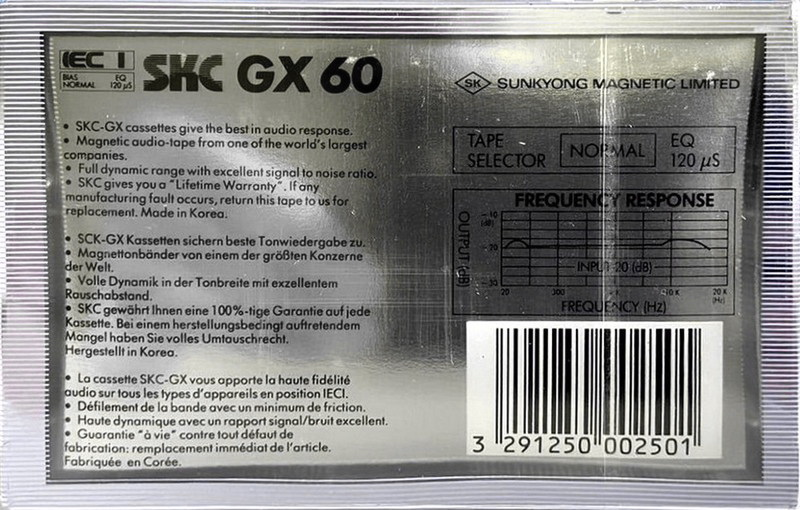 IEC I
BIAS NORMAL
EQ 120 µS
SKC GX 60
• SKC-GX cassettes give the best in audio response.
• Magnetic audio-tape from one of the world's largest
companies.
• Full dynamic range with excellent signal to noise ratio.
• SKC gives you a "Lifetime Warranty". If any
manufacturing fault occurs, return this tape to us for
replacement. Made in Korea.
• SCK-GX Kassetten sichern beste Tonwiedergabe zu.
• Magnettonbänder von einem der größten Konzerne
der Welt.
• Volle Dynamik in der Tonbreite mit exzellentem
Rauschabstand.
• SKC gewährt Ihnen eine 100%-tige Garantie auf jede
Kassette. Bei einem herstellungsbedingt auftretendem
Mangel haben Sie volles Umtauschrecht.
Hergestellt in Korea.
• La cassette SKC-GX vous apporte la haute fidélité
audio sur tous les types d'appareils en position IECI.
• Défilement de la bande avec un minimum de friction.
• Haute dynamique avec un rapport signal/bruit excellent.
• Guarantie "à vie" contre tout défaut de
fabrication: remplacement immédiat de l'article.
Fabriquée en Corée.
SK SUNKYONG MAGNETIC LIMITED
TAPE SELECTOR
NORMAL
EQ 120 µS
FREQUENCY RESPONSE
OUTPUT (dB)
-10
(dB)
-20
-30
INPUT-20 (dB)
20
10 K
20 K
(Hz)
FREQUENCY (Hz)
3 291250 002501